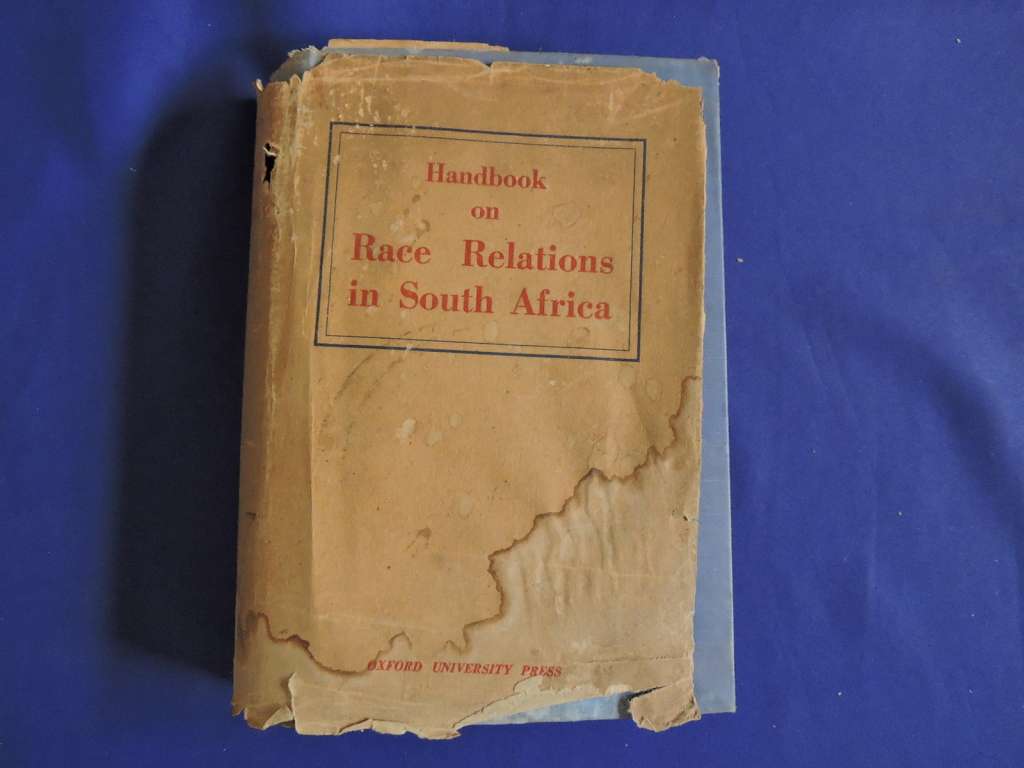 Handbook
on
Race Relations
in South Africa
OXFORD UNIVERSITY PRESS